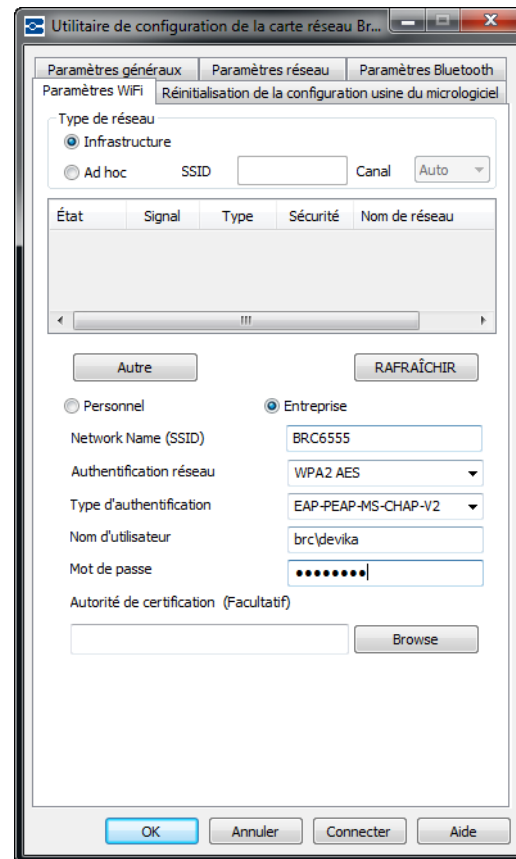 Utilitaire de configuration de la carte réseau Br...
Paramètres généraux Paramètres réseau Paramètres Bluetooth
Paramètres WiFi Réinitialisation de la configuration usine du micrologiciel
Type de réseau
Infrastructure
Ad hoc SSID Canal Auto
État Signal Type Sécurité Nom de réseau
Autre RAFRAÎCHIR
Personnel Entreprise
Network Name (SSID) BRC6555
Authentification réseau WPA2 AES
Type d'authentification EAP-PEAP-MS-CHAP-V2
Nom d'utilisateur brc\devika
Mot de passe ●●●●●●●●
Autorité de certification (Facultatif)
Browse
OK Annuler Connecter Aide